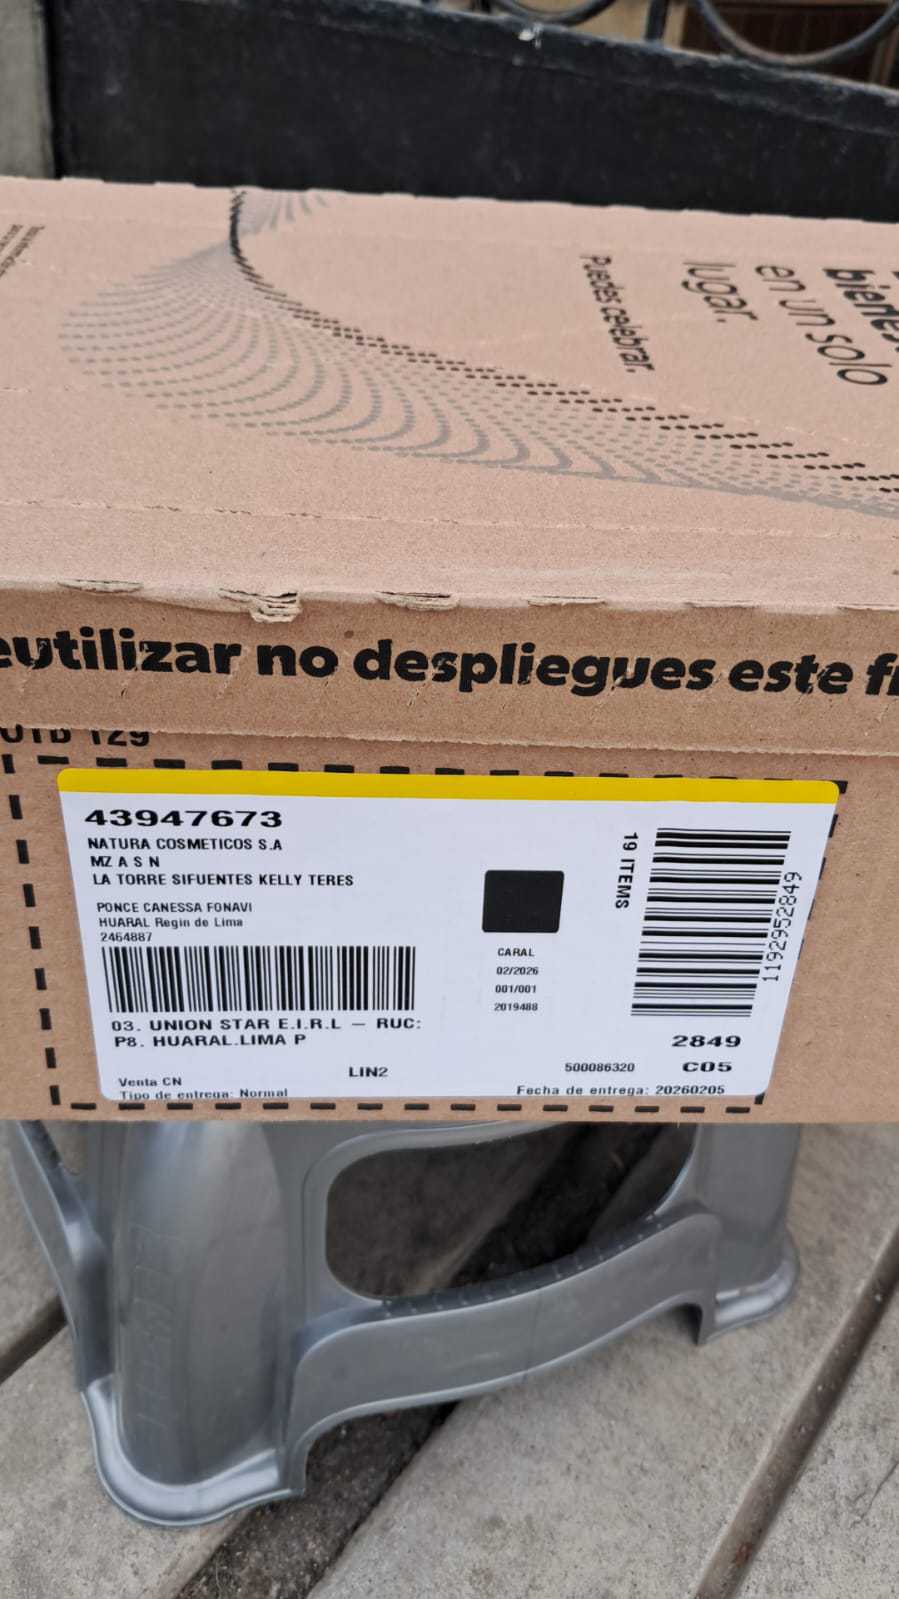 bienes
en un solo
lugar.
Puedes celebrar.
eutilizar no despliegues este fr
129
43947673
NATURA COSMETICOS S.A
MZ A S N
LA TORRE SIFUENTES KELLY TERES
PONCE CANESSA FONAVI
HUARAL Regin de Lima
2464887
03. UNION STAR E.I.R.L – RUC:
P8. HUARAL.LIMA P
LIN2
Venta CN
Tipo de entrega: Normal
CARAL
02/2026
001/001
2019488
19 ITEMS
1192952849
2849
500086320 C05
Fecha de entrega: 20260205